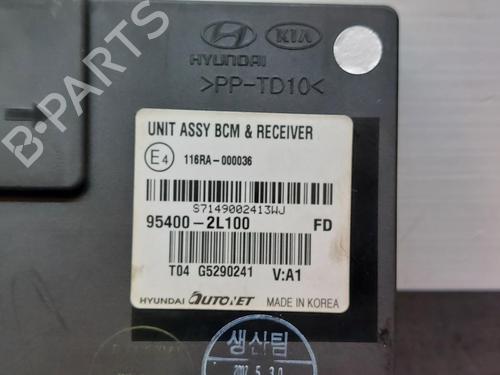 B-PARTS
HYUNDAI KIA
>PP-TD10<
UNIT ASSY BCM & RECEIVER
E4 116RA-000036
S7149002413WJ
95400-2L100 FD
T04 G5290241 V:A1
HYUNDAI AUTONET MADE IN KOREA
생산팀